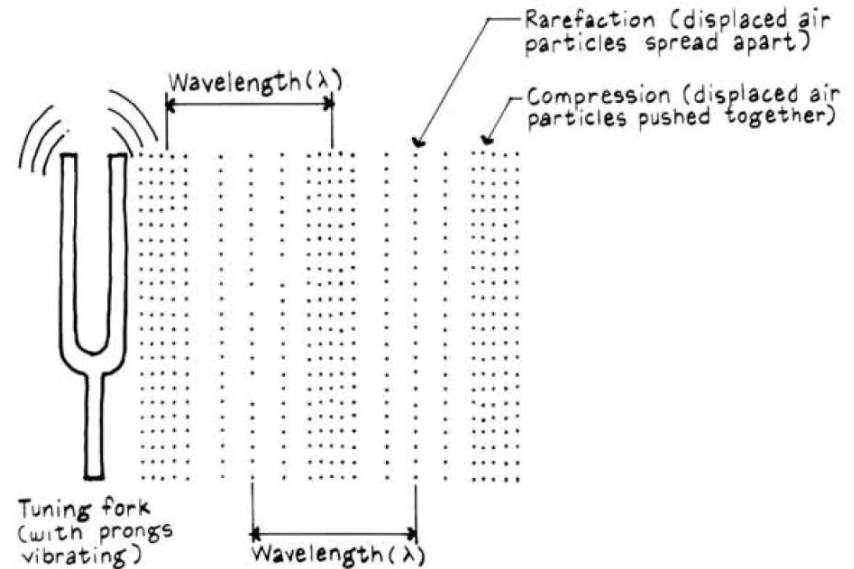 Rarefaction (displaced air
particles spread apart)
Wavelength(λ)
Compression (displaced air
particles pushed together)
Tuning fork
(with prongs
vibrating)
Wavelength(λ)